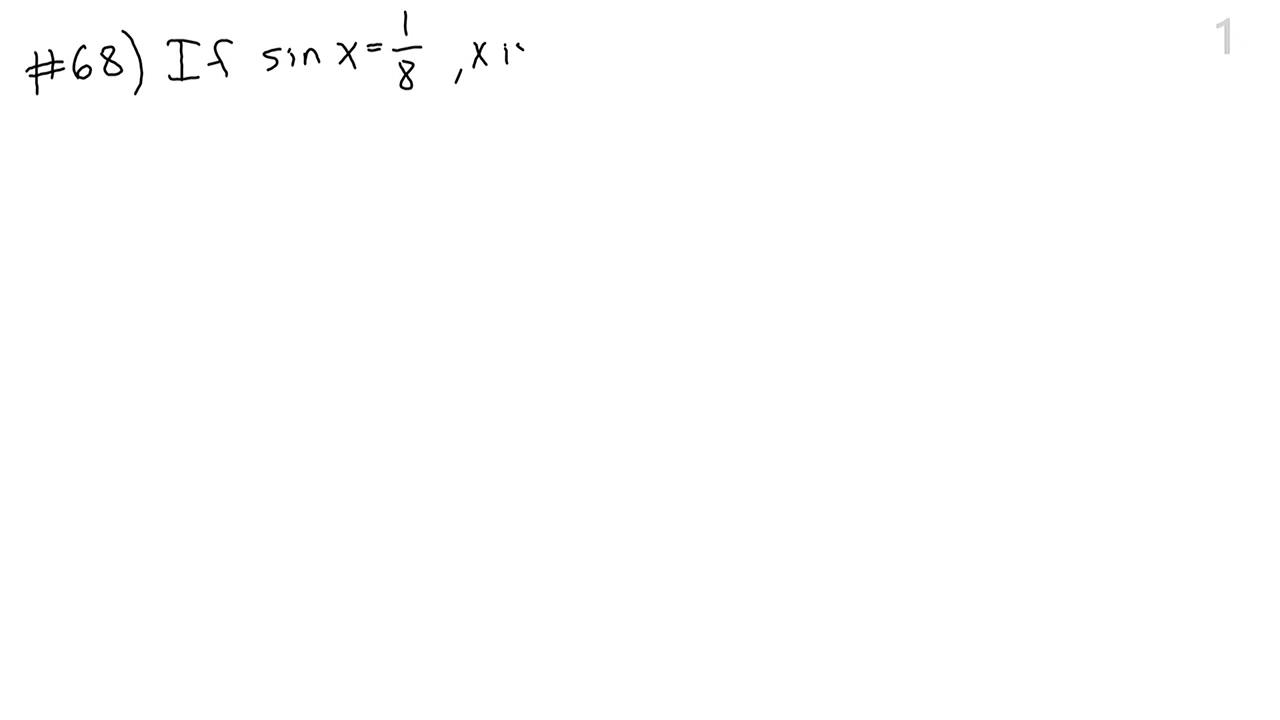 #68) If sin x = 1/8 , x i
1